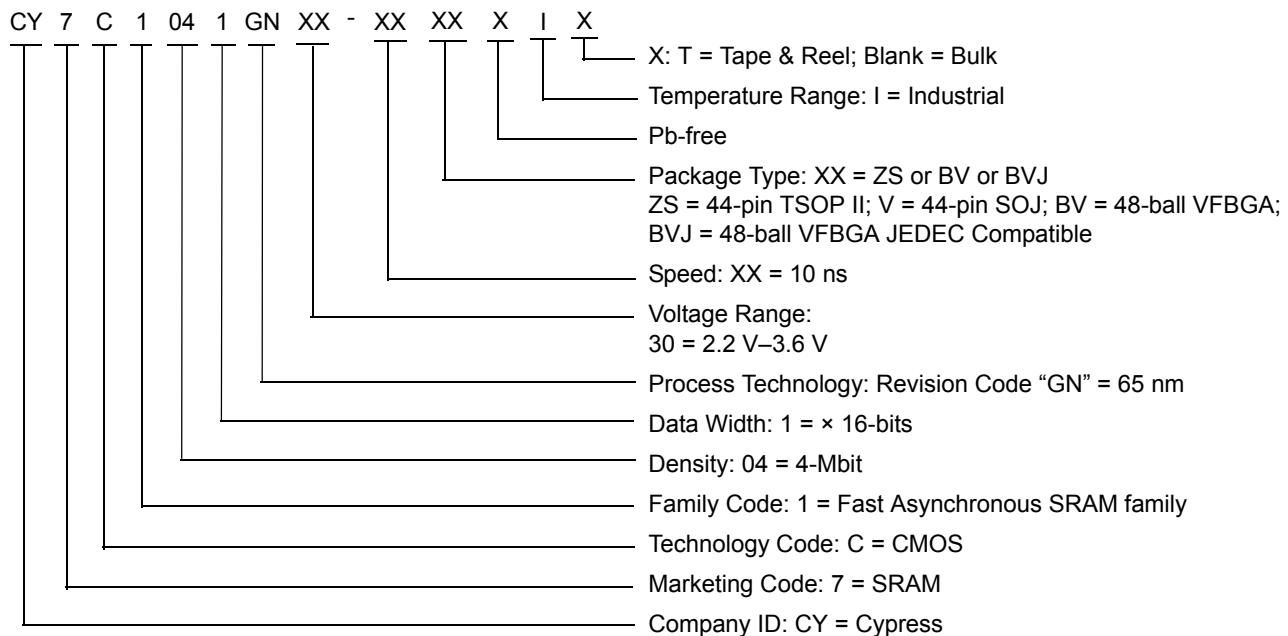 CY 7 C 1 04 1 GN XX - XX XX X I X
X: T = Tape & Reel; Blank = Bulk
Temperature Range: I = Industrial
Pb-free
Package Type: XX = ZS or BV or BVJ
ZS = 44-pin TSOP II; V = 44-pin SOJ; BV = 48-ball VFBGA;
BVJ = 48-ball VFBGA JEDEC Compatible
Speed: XX = 10 ns
Voltage Range:
30 = 2.2 V–3.6 V
Process Technology: Revision Code “GN” = 65 nm
Data Width: 1 = × 16-bits
Density: 04 = 4-Mbit
Family Code: 1 = Fast Asynchronous SRAM family
Technology Code: C = CMOS
Marketing Code: 7 = SRAM
Company ID: CY = Cypress